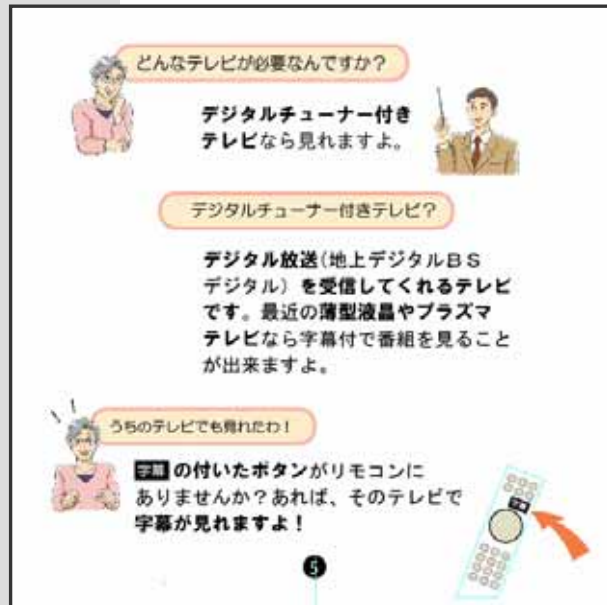 どんなテレビが必要なんですか？
デジタルチューナー付き
テレビなら見れますよ。
デジタルチューナー付きテレビ？
デジタル放送（地上デジタルＢＳ
デジタル）を受信してくれるテレビ
です。最近の薄型液晶やプラズマ
テレビなら字幕付で番組を見ること
が出来ますよ。
うちのテレビでも見れたわ！
字幕の付いたボタンがリモコンに
ありませんか？あれば、そのテレビで
字幕が見れますよ！
字幕
5